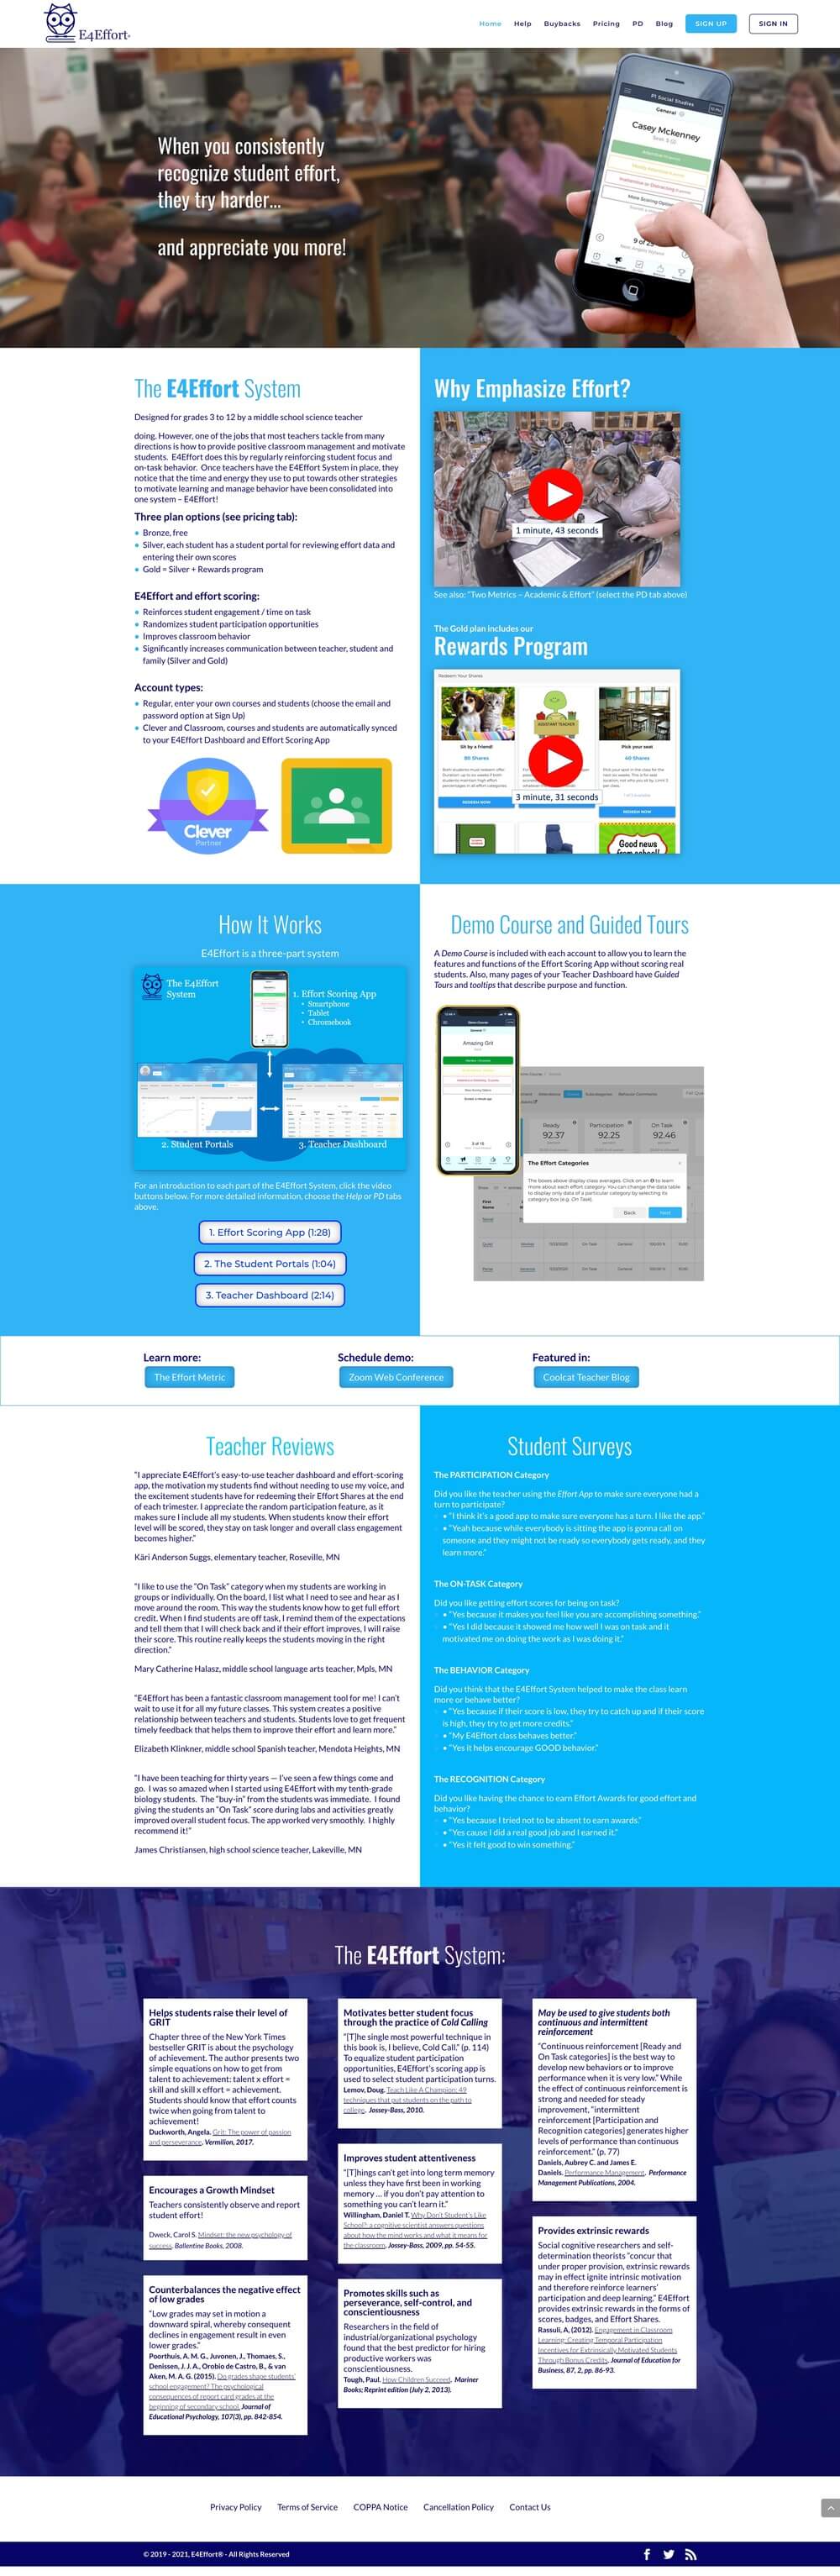 E4Effort®
Home Help Buybacks Pricing PD Blog SIGN UP SIGN IN
P1 Social Studies
General
Casey Mckenney
More Scoring Options
When you consistently
recognize student effort,
they try harder...
and appreciate you more!
The E4Effort System
Designed for grades 3 to 12 by a middle school science teacher
doing. However, one of the jobs that most teachers tackle from many
directions is how to provide positive classroom management and motivate
students. E4Effort does this by regularly reinforcing student focus and
on-task behavior. Once teachers have the E4Effort System in place, they
notice that the time and energy they use to put towards other strategies
to motivate learning and manage behavior have been consolidated into
one system – E4Effort!
Three plan options (see pricing tab):
Bronze, free
Silver, each student has a student portal for reviewing effort data and
entering their own scores
Gold = Silver + Rewards program
E4Effort and effort scoring:
Reinforces student engagement / time on task
Randomizes student participation opportunities
Improves classroom behavior
Significantly increases communication between teacher, student and
family (Silver and Gold)
Account types:
Regular, enter your own courses and students (choose the email and
password option at Sign Up)
Clever and Classroom, courses and students are automatically synced
to your E4Effort Dashboard and Effort Scoring App
Clever
Partner
Why Emphasize Effort?
1 minute, 43 seconds
See also: "Two Metrics – Academic & Effort" (select the PD tab above)
The Gold plan includes our
Rewards Program
Redeem Your Shares
ASSISTANT TEACHER
Sit by a friend!
80 Shares
Pick your seat
40 Shares
3 minute, 31 seconds
REDEEM NOW
REDEEM NOW
Good news
from school!
How It Works
E4Effort is a three-part system
The E4Effort
System
1. Effort Scoring App
• Smartphone
• Tablet
• Chromebook
2. Student Portals
3. Teacher Dashboard
For an introduction to each part of the E4Effort System, click the video
buttons below. For more detailed information, choose the Help or PD tabs
above.
1. Effort Scoring App (1:28)
2. The Student Portals (1:04)
3. Teacher Dashboard (2:14)
Demo Course and Guided Tours
A Demo Course is included with each account to allow you to learn the
features and functions of the Effort Scoring App without scoring real
students. Also, many pages of your Teacher Dashboard have Guided
Tours and tooltips that describe purpose and function.
Demo Course
General
Amazing Grit
Ready
92.37
Participation
92.25
On Task
92.46
The Effort Categories
The boxes above display class averages. Click on an to learn
more about each effort category. You can change the data table
to display only data of a particular category by selecting its
category box (e.g. On Task).
Back Next
First
Name
Learn more:
The Effort Metric
Schedule demo:
Zoom Web Conference
Featured in:
Coolcat Teacher Blog
Teacher Reviews
"I appreciate E4Effort's easy-to-use teacher dashboard and effort-scoring
app, the motivation my students find without needing to use my voice, and
the excitement students have for redeeming their Effort Shares at the end
of each trimester. I appreciate the random participation feature, as it
makes sure I include all my students. When students know their effort
level will be scored, they stay on task longer and overall class engagement
becomes higher."
Kāri Anderson Suggs, elementary teacher, Roseville, MN
"I like to use the "On Task" category when my students are working in
groups or individually. On the board, I list what I need to see and hear as I
move around the room. This way the students know how to get full effort
credit. When I find students are off task, I remind them of the expectations
and tell them that I will check back and if their effort improves, I will raise
their score. This routine really keeps the students moving in the right
direction."
Mary Catherine Halasz, middle school language arts teacher, Mpls, MN
"E4Effort has been a fantastic classroom management tool for me! I can't
wait to use it for all my future classes. This system creates a positive
relationship between teachers and students. Students love to get frequent
timely feedback that helps them to improve their effort and learn more."
Elizabeth Klinkner, middle school Spanish teacher, Mendota Heights, MN
"I have been teaching for thirty years — I've seen a few things come and
go. I was so amazed when I started using E4Effort with my tenth-grade
biology students. The "buy-in" from the students was immediate. I found
giving the students an "On Task" score during labs and activities greatly
improved overall student focus. The app worked very smoothly. I highly
recommend it!"
James Christiansen, high school science teacher, Lakeville, MN
Student Surveys
The PARTICIPATION Category
Did you like the teacher using the Effort App to make sure everyone had a
turn to participate?
• "I think it's a good app to make sure everyone has a turn. I like the app."
• "Yeah because while everybody is sitting the app is gonna call on
someone and they might not be ready so everybody gets ready, and they
learn more."
The ON-TASK Category
Did you like getting effort scores for being on task?
• "Yes because it makes you feel like you are accomplishing something."
• "Yes I did because it showed me how well I was on task and it
motivated me on doing the work as I was doing it."
The BEHAVIOR Category
Did you think that the E4Effort System helped to make the class learn
more or behave better?
• "Yes because if their score is low, they try to catch up and if their score
is high, they try to get more credits."
• "My E4Effort class behaves better."
• "Yes it helps encourage GOOD behavior."
The RECOGNITION Category
Did you like having the chance to earn Effort Awards for good effort and
behavior?
• "Yes because I tried not to be absent to earn awards."
• "Yes cause I did a real good job and I earned it."
• "Yes it felt good to win something."
The E4Effort System:
Helps students raise their level of
GRIT
Chapter three of the New York Times
bestseller GRIT is about the psychology
of achievement. The author presents two
simple equations on how to get from
talent to achievement: talent x effort =
skill and skill x effort = achievement.
Students should know that effort counts
twice when going from talent to
achievement!
Duckworth, Angela. Grit: The power of passion
and perseverance. Vermilion, 2017.
Encourages a Growth Mindset
Teachers consistently observe and report
student effort!
Dweck, Carol S. Mindset: the new psychology of
success. Ballentine Books, 2008.
Counterbalances the negative effect
of low grades
"Low grades may set in motion a
downward spiral, whereby consequent
declines in engagement result in even
lower grades."
Poorthuis, A. M. G., Juvonen, J., Thomaes, S.,
Denissen, J. J. A., Orobio de Castro, B., & van
Aken, M. A. G. (2015). Do grades shape students'
school engagement? The psychological
consequences of report card grades at the
beginning of secondary school. Journal of
Educational Psychology, 107(3), pp. 842-854.
Motivates better student focus
through the practice of Cold Calling
"[T]he single most powerful technique in
this book is, I believe, Cold Call." (p. 114)
To equalize student participation
opportunities, E4Effort's scoring app is
used to select student participation turns.
Lemov, Doug. Teach Like A Champion: 49
techniques that put students on the path to
college. Jossey-Bass, 2010.
Improves student attentiveness
"[T]hings can't get into long term memory
unless they have first been in working
memory ... if you don't pay attention to
something you can't learn it."
Willingham, Daniel T. Why Don't Student's Like
School?: a cognitive scientist answers questions
about how the mind works and what it means for
the classroom. Jossey-Bass, 2009, pp. 54-55.
Promotes skills such as
perseverance, self-control, and
conscientiousness
Researchers in the field of
industrial/organizational psychology
found that the best predictor for hiring
productive workers was
conscientiousness.
Tough, Paul. How Children Succeed. Mariner
Books; Reprint edition (July 2, 2013).
May be used to give students both
continuous and intermittent
reinforcement
"Continuous reinforcement [Ready and
On Task categories] is the best way to
develop new behaviors or to improve
performance when it is very low." While
the effect of continuous reinforcement is
strong and needed for steady
improvement, "intermittent
reinforcement [Participation and
Recognition categories] generates higher
levels of performance than continuous
reinforcement." (p. 77)
Daniels, Aubrey C. and James E.
Daniels. Performance Management. Performance
Management Publications, 2004.
Provides extrinsic rewards
Social cognitive researchers and self-
determination theorists "concur that
under proper provision, extrinsic rewards
may in effect ignite intrinsic motivation
and therefore reinforce learners'
participation and deep learning." E4Effort
provides extrinsic rewards in the forms of
scores, badges, and Effort Shares.
Rassuli, A. (2012). Engagement in Classroom
Learning: Creating Temporal Participation
Incentives for Extrinsically Motivated Students
Through Bonus Credits. Journal of Education for
Business, 87, 2, pp. 86-93.
Privacy Policy Terms of Service COPPA Notice Cancellation Policy Contact Us
© 2019 - 2021, E4Effort® - All Rights Reserved